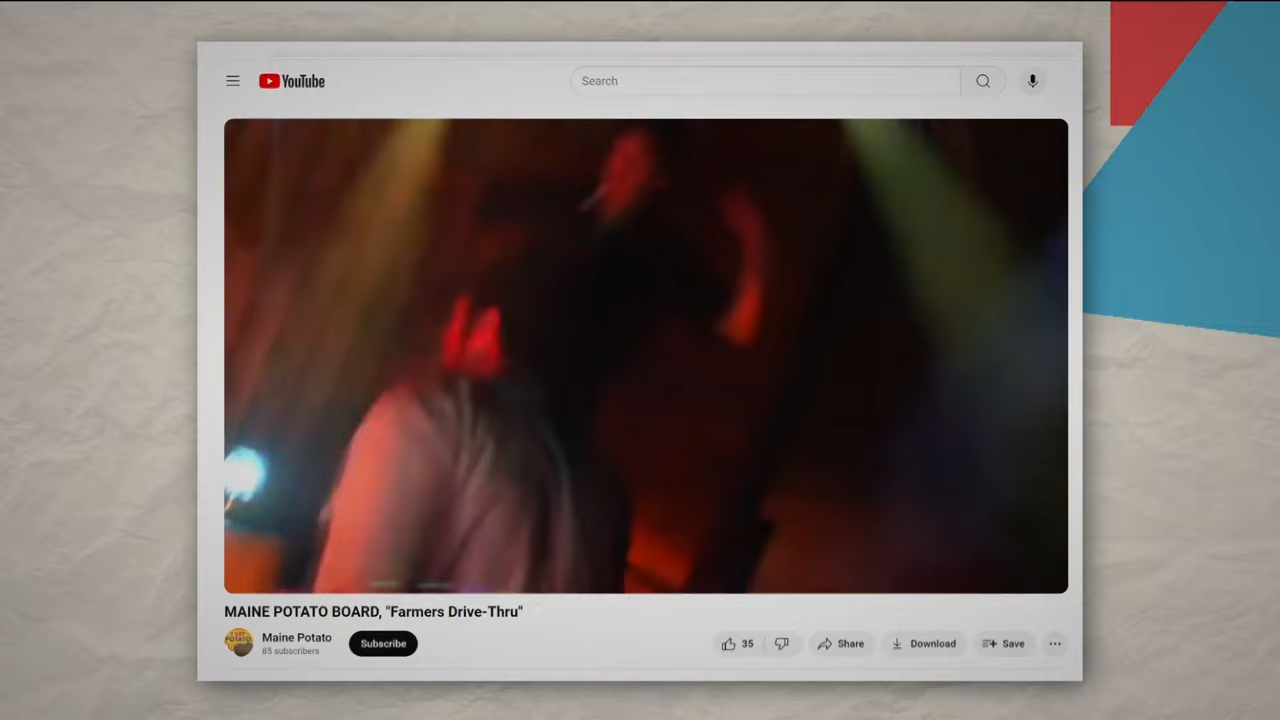 YouTube
Search
MAINE POTATO BOARD, "Farmers Drive-Thru"
Maine Potato
85 subscribers
Subscribe
35
Share
Download
Save